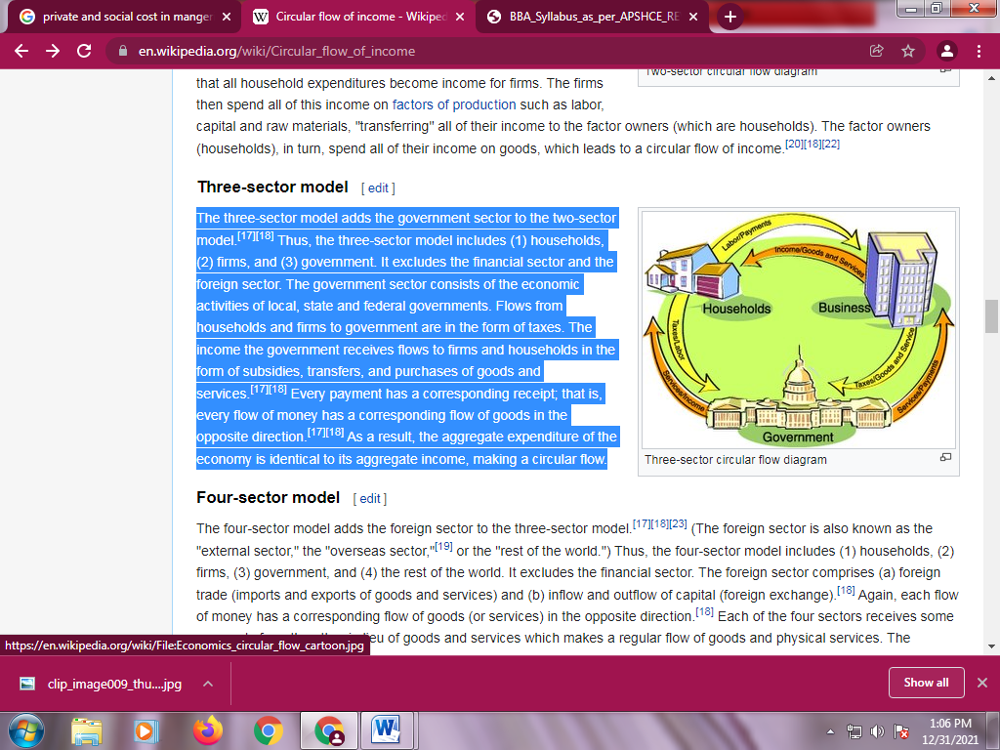 private and social cost in manger
Circular flow of income - Wikiped
BBA_Syllabus_as_per_APSHCE_RE
en.wikipedia.org/wiki/Circular_flow_of_income
that all household expenditures become income for firms. The firms
then spend all of this income on factors of production such as labor,
capital and raw materials, "transferring" all of their income to the factor owners (which are households). The factor owners
(households), in turn, spend all of their income on goods, which leads to a circular flow of income.[20][18][22]
Two-sector circular flow diagram
Three-sector model [ edit ]
The three-sector model adds the government sector to the two-sector
model.[17][18] Thus, the three-sector model includes (1) households,
(2) firms, and (3) government. It excludes the financial sector and the
foreign sector. The government sector consists of the economic
activities of local, state and federal governments. Flows from
households and firms to government are in the form of taxes. The
income the government receives flows to firms and households in the
form of subsidies, transfers, and purchases of goods and
services.[17][18] Every payment has a corresponding receipt; that is,
every flow of money has a corresponding flow of goods in the
opposite direction.[17][18] As a result, the aggregate expenditure of the
economy is identical to its aggregate income, making a circular flow.
Labor/Payments
Income/Goods and Services
Households
Business
Taxes/Labor
Services/Income
Taxes/Goods and Service
Services/Payments
Government
Three-sector circular flow diagram
Four-sector model [ edit ]
The four-sector model adds the foreign sector to the three-sector model.[17][18][23] (The foreign sector is also known as the
"external sector," the "overseas sector,"[19] or the "rest of the world.") Thus, the four-sector model includes (1) households, (2)
firms, (3) government, and (4) the rest of the world. It excludes the financial sector. The foreign sector comprises (a) foreign
trade (imports and exports of goods and services) and (b) inflow and outflow of capital (foreign exchange).[18] Again, each flow
of money has a corresponding flow of goods (or services) in the opposite direction.[18] Each of the four sectors receives some
of goods and services which makes a regular flow of goods and physical services. The
https://en.wikipedia.org/wiki/File:Economics_circular_flow_cartoon.jpg
clip_image009_thu....jpg
Show all
1:06 PM
12/31/2021